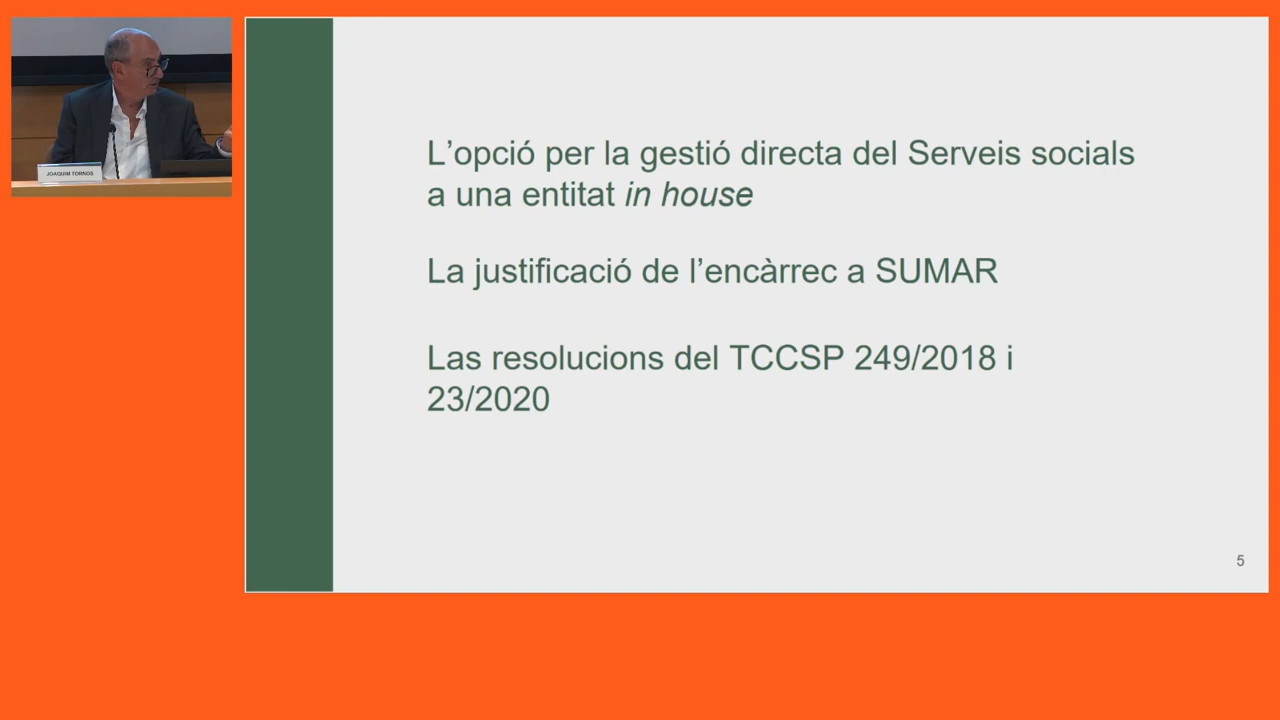 JOAQUIM TORNOS
L’opció per la gestió directa del Serveis socials
a una entitat in house
La justificació de l’encàrrec a SUMAR
Las resolucions del TCCSP 249/2018 i
23/2020
5